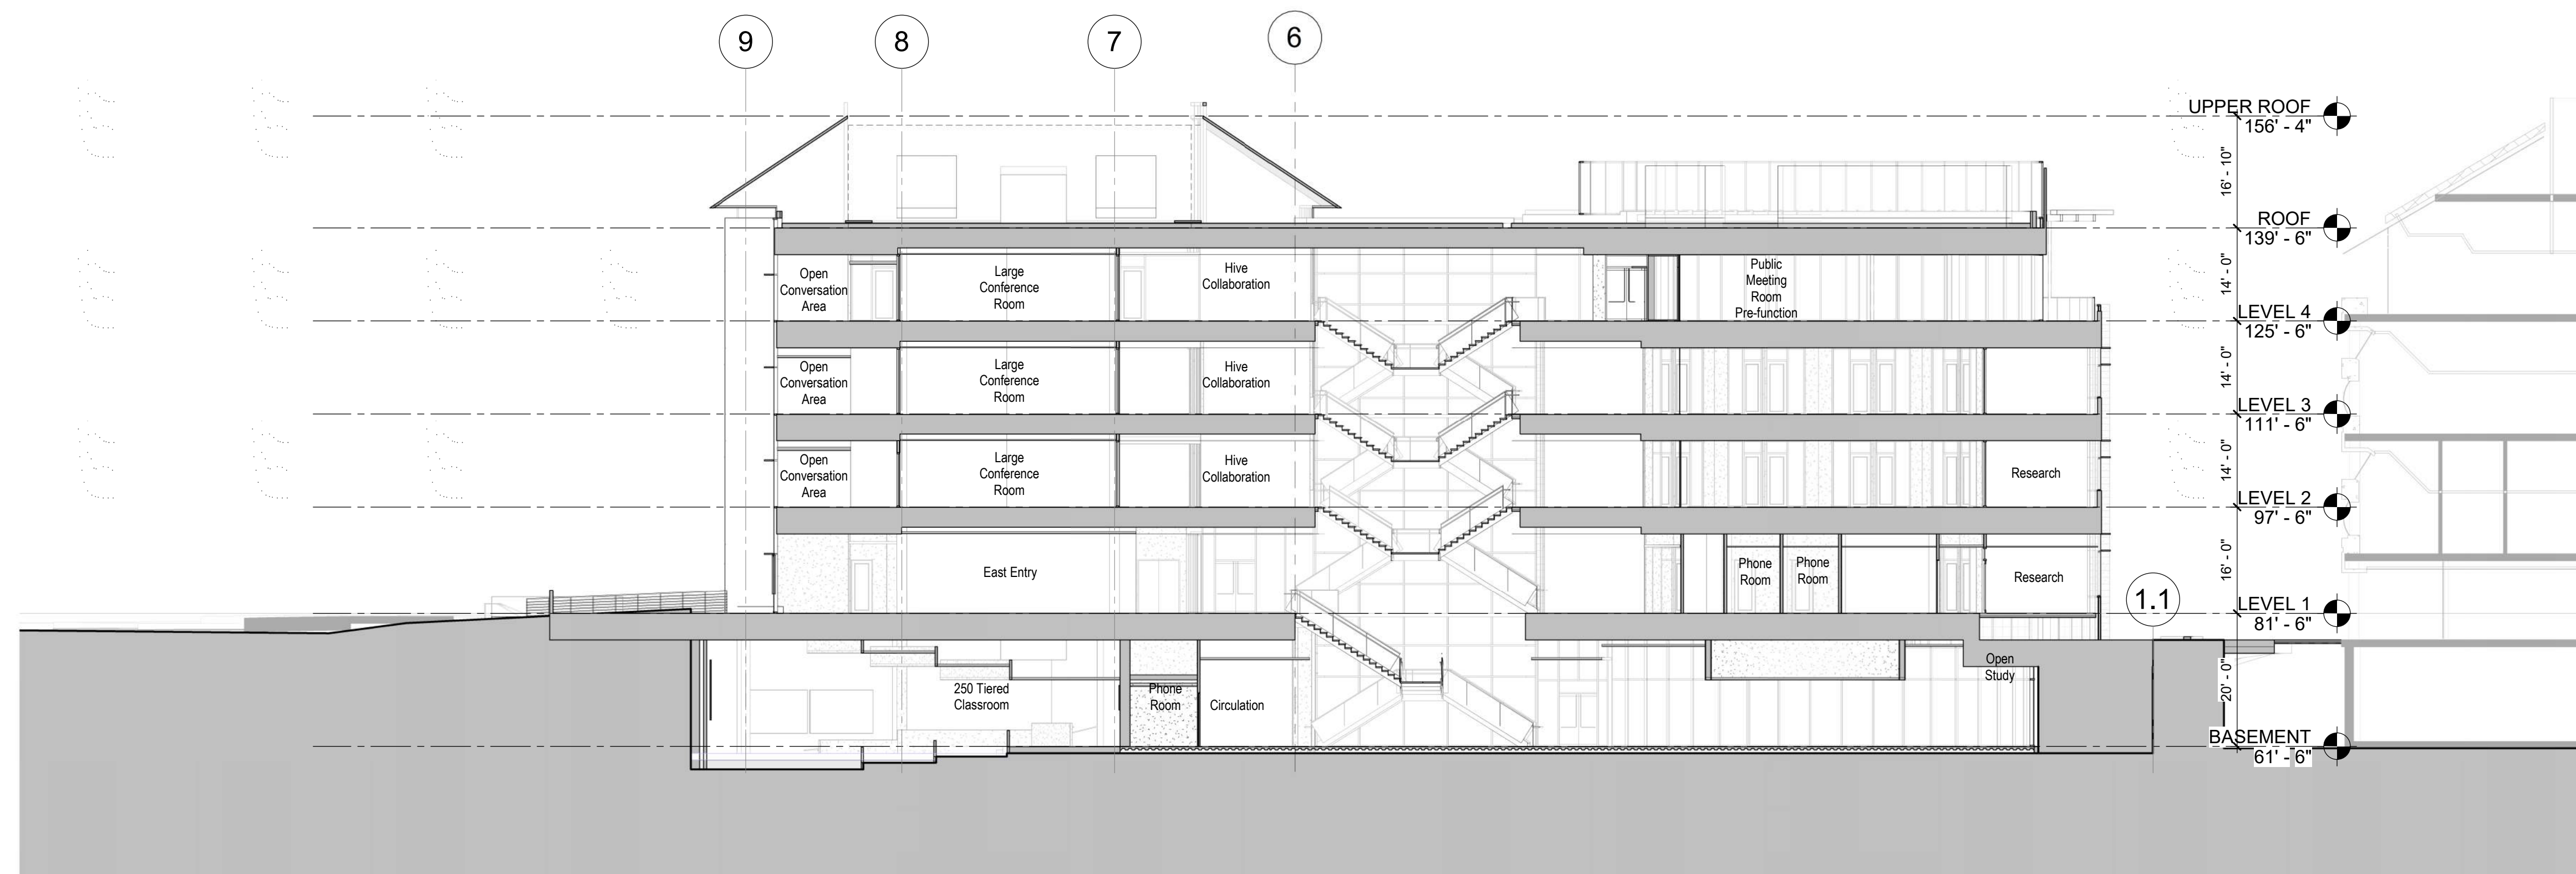 9
8
7
6
UPPER ROOF
156' - 4"
16' - 10"
ROOF
139' - 6"
Open
Conversation
Area
Large
Conference
Room
Hive
Collaboration
Public
Meeting
Room
Pre-function
14' - 0"
LEVEL 4
125' - 6"
Open
Conversation
Area
Large
Conference
Room
Hive
Collaboration
14' - 0"
LEVEL 3
111' - 6"
Open
Conversation
Area
Large
Conference
Room
Hive
Collaboration
Research
14' - 0"
LEVEL 2
97' - 6"
East Entry
Phone
Room
Phone
Room
Research
16' - 0"
1.1
LEVEL 1
81' - 6"
250 Tiered
Classroom
Phone
Room
Circulation
Open
Study
20' - 0"
BASEMENT
61' - 6"